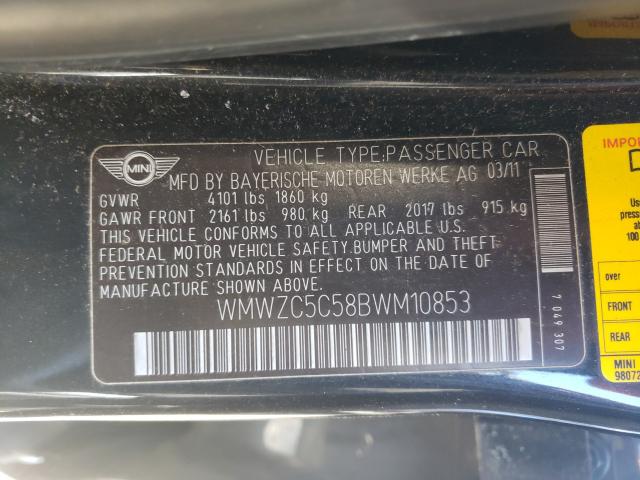 MINI
VEHICLE TYPE:PASSENGER CAR
MFD BY BAYERISCHE MOTOREN WERKE AG 03/11
GVWR 4101 lbs 1860 kg
GAWR FRONT 2161 lbs 980 kg REAR 2017 lbs 915 kg
THIS VEHICLE CONFORMS TO ALL APPLICABLE U.S.
FEDERAL MOTOR VEHICLE SAFETY,BUMPER AND THEFT
PREVENTION STANDARDS IN EFFECT ON THE DATE OF
MANUFACTURE SHOWN ABOVE.
WMWZC5C58BWM10853
7 049 307
over
FRONT
REAR
MINI
98072